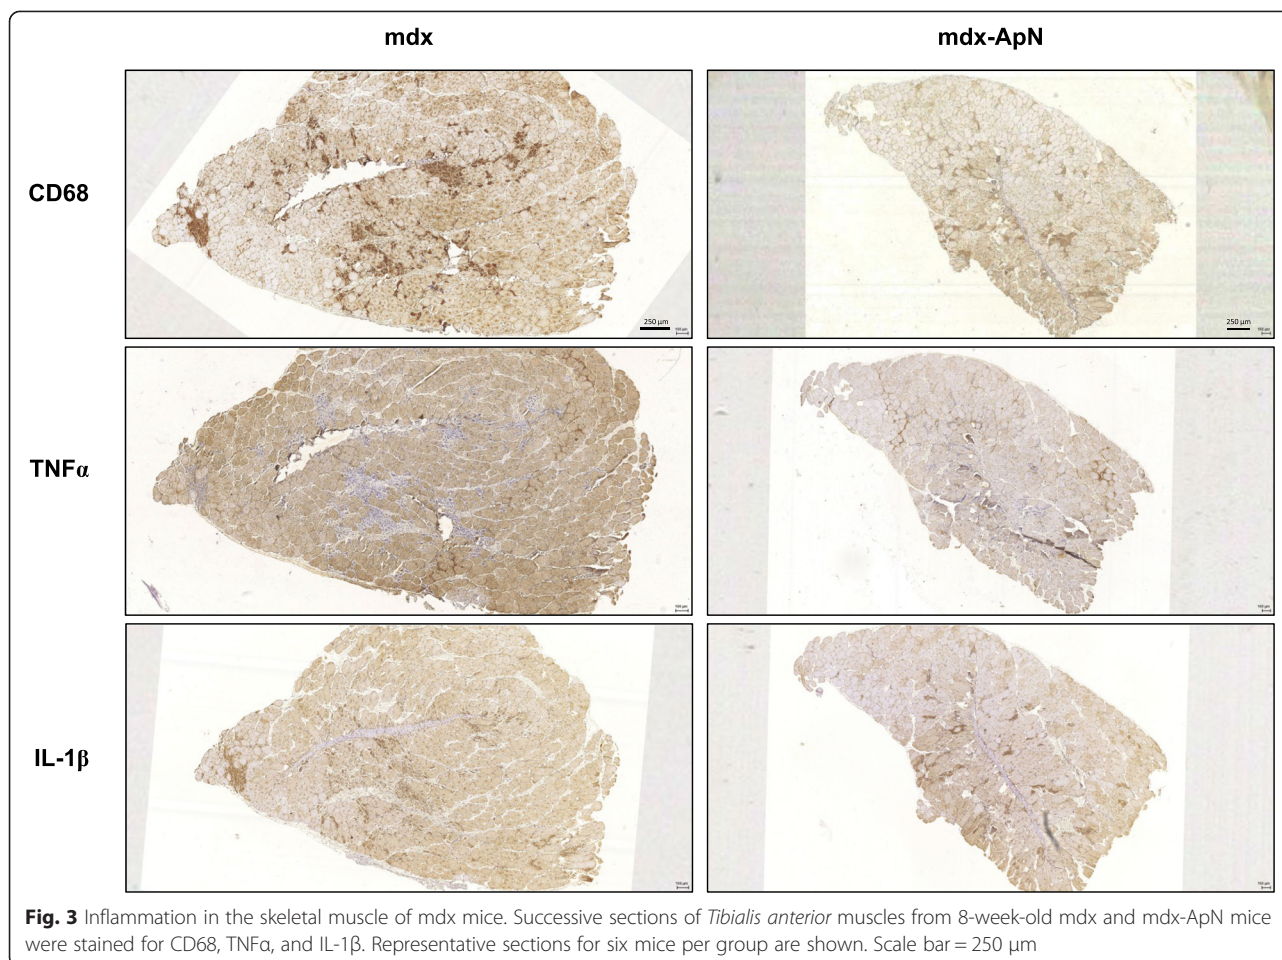 mdx
mdx-ApN
CD68
250 µm
250 µm
TNFα
IL-1β
Fig. 3 Inflammation in the skeletal muscle of mdx mice. Successive sections of Tibialis anterior muscles from 8-week-old mdx and mdx-ApN mice
were stained for CD68, TNFα, and IL-1β. Representative sections for six mice per group are shown. Scale bar = 250 µm